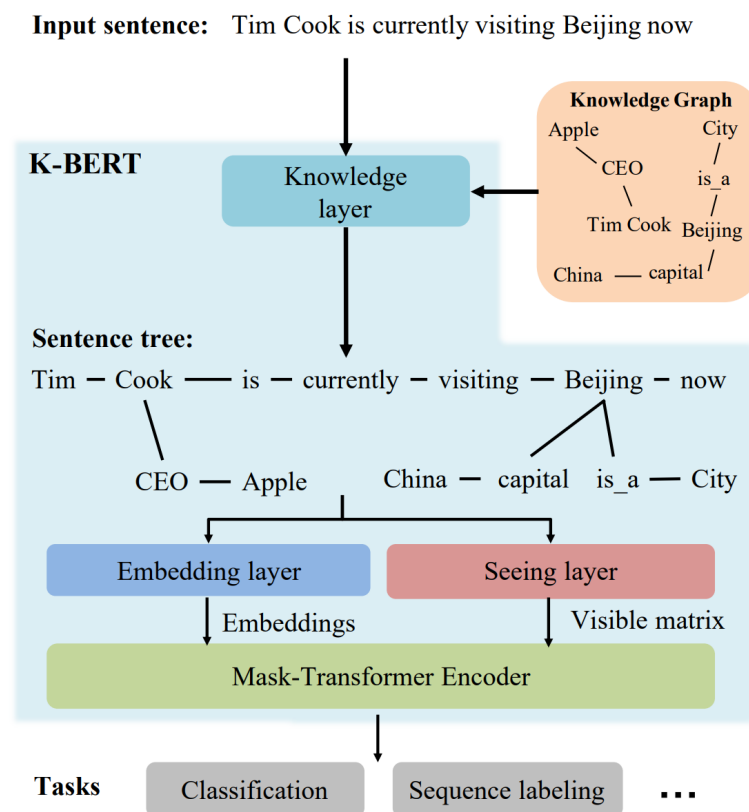 Input sentence: Tim Cook is currently visiting Beijing now
Knowledge Graph
Apple
City
CEO
is_a
Tim Cook
Beijing
China
capital
K-BERT
Knowledge
layer
Sentence tree:
Tim Cook is currently visiting Beijing now
CEO Apple
China capital is_a City
Embedding layer
Seeing layer
Embeddings
Visible matrix
Mask-Transformer Encoder
Tasks
Classification
Sequence labeling
...